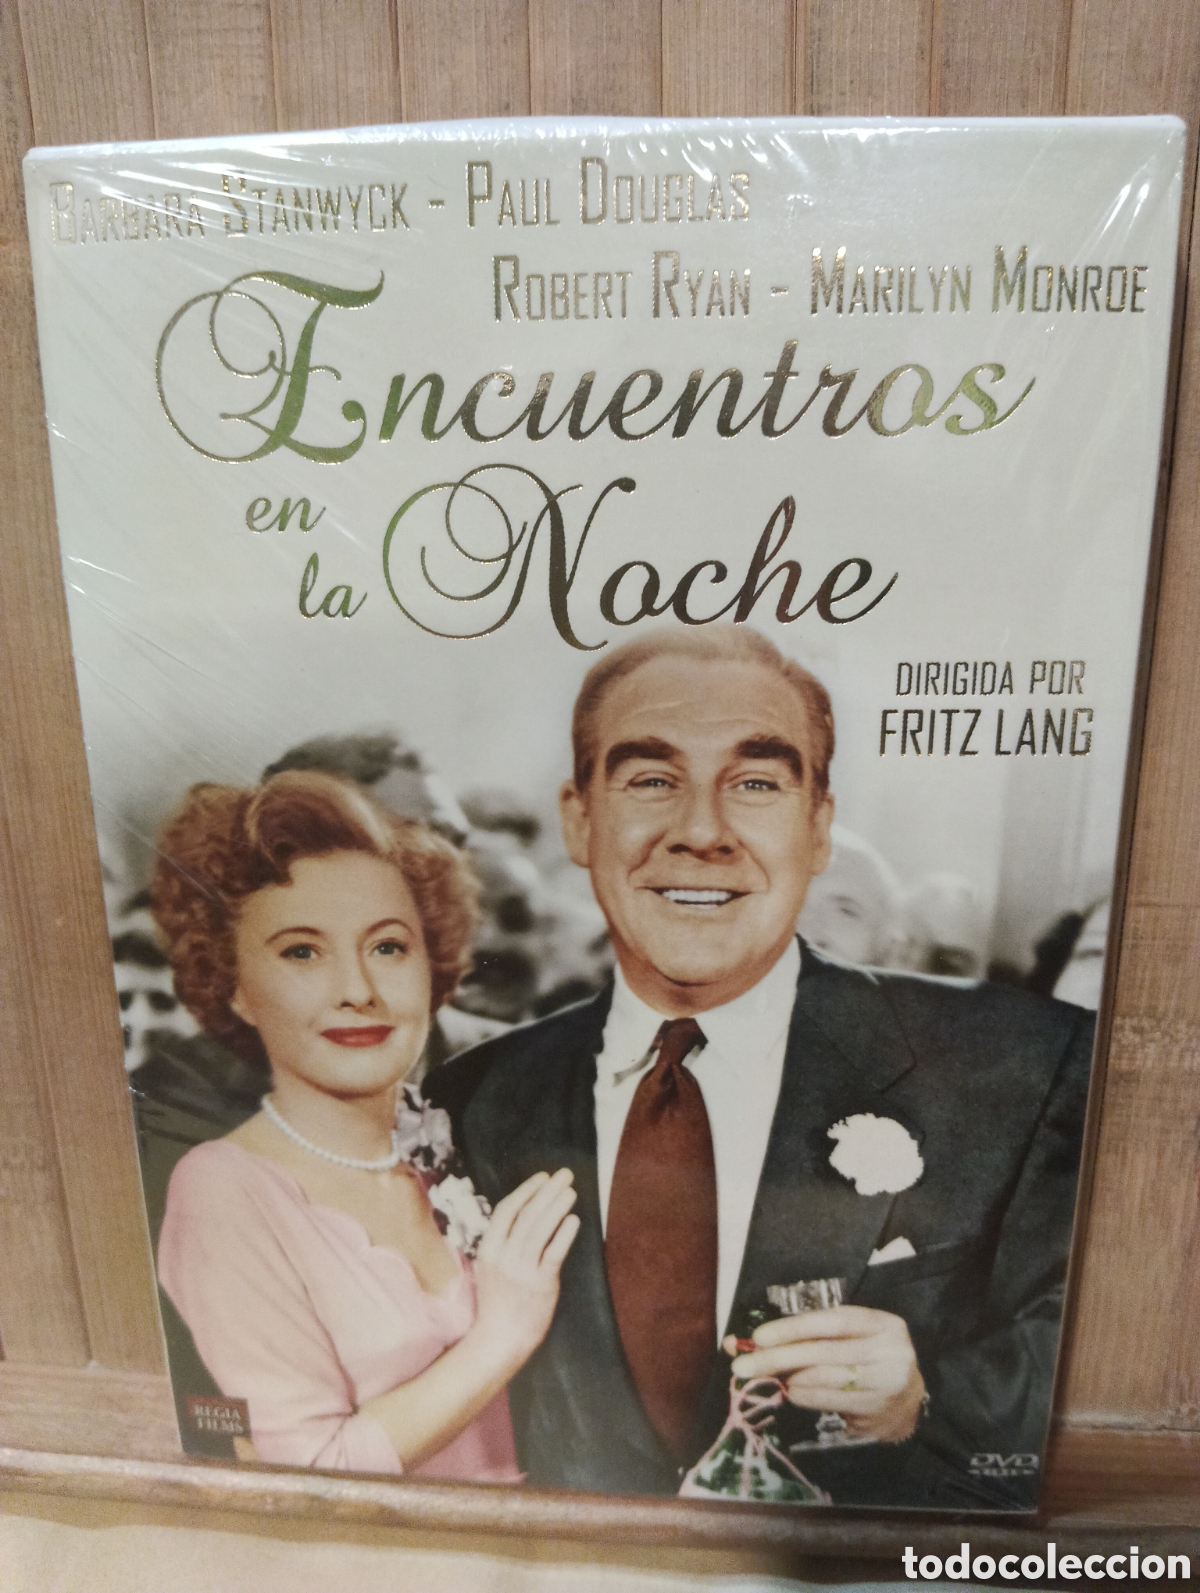 BARBARA STANWYCK - PAUL DOUGLAS
ROBERT RYAN - MARILYN MONROE
Encuentros
en
la Noche
DIRIGIDA POR
FRITZ LANG
REGIA
FILMS
DVD
todocoleccion